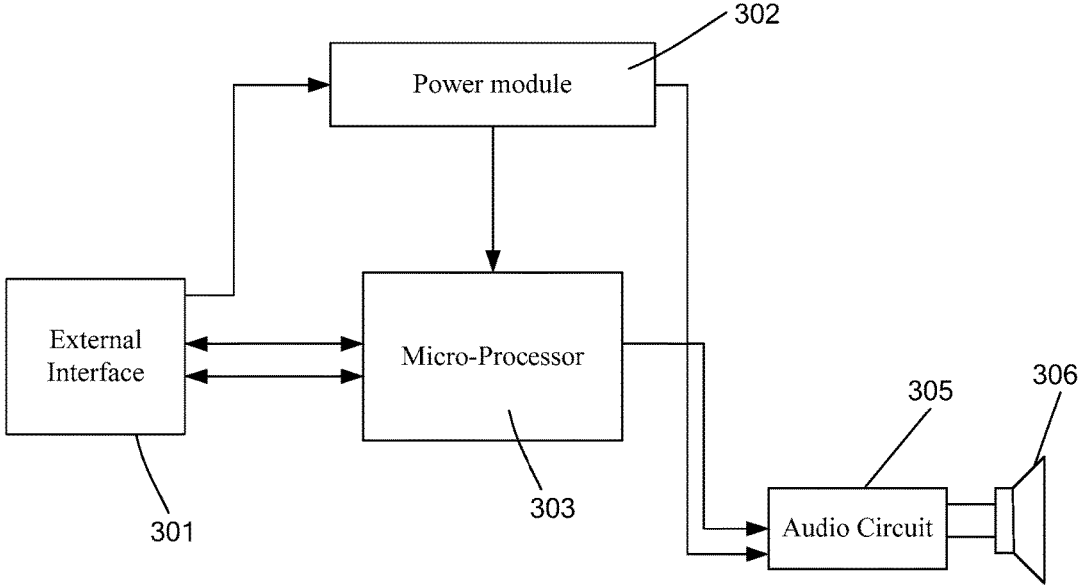 302
Power module
External
Interface
Micro-Processor
301
303
305
306
Audio Circuit